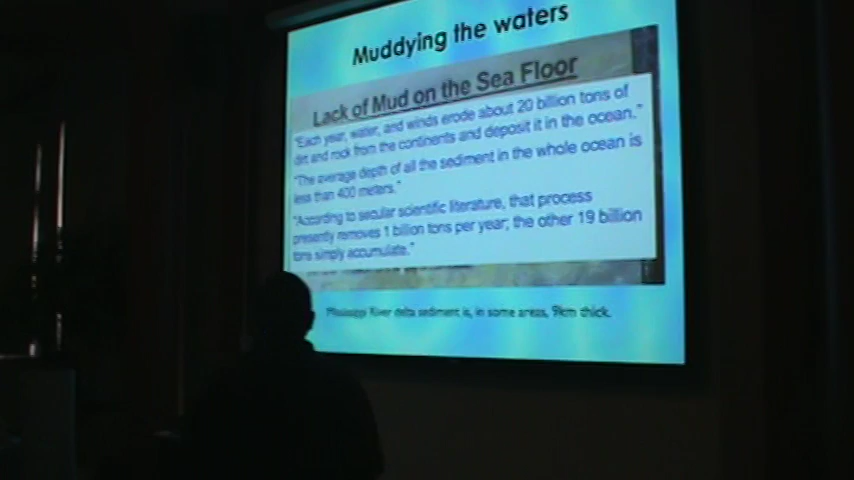 Muddying the waters
Lack of Mud on the Sea Floor
"Each year, water, and winds erode about 20 billion tons of
dirt and rock from the continents and deposit it in the ocean."
"The average depth of all the sediment in the whole ocean is
less than 400 meters."
"According to secular scientific literature, that process
presently removes 1 billion tons per year; the other 19 billion
tons simply accumulate."
Mississippi River delta sediment is, in some areas, 9km thick.